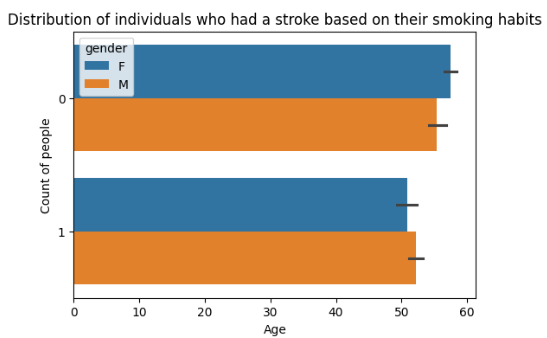 Distribution of individuals who had a stroke based on their smoking habits
gender
F
M
0
1
Count of people
0 10 20 30 40 50 60
Age